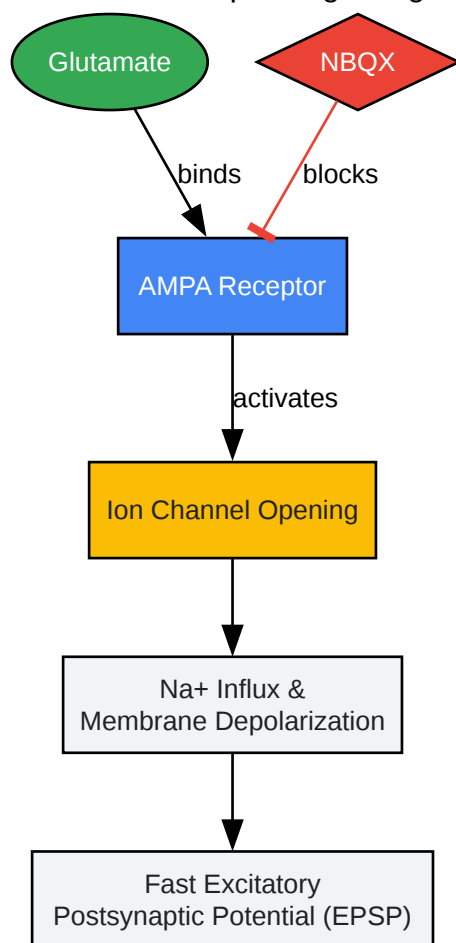 Glutamate
NBQX
binds
blocks
AMPA Receptor
activates
Ion Channel Opening
Na+ Influx &
Membrane Depolarization
Fast Excitatory
Postsynaptic Potential (EPSP)